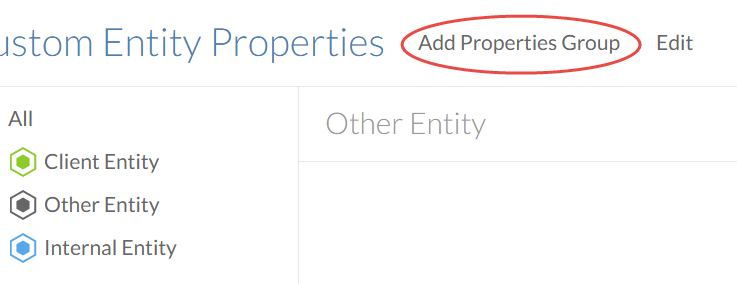 ustom Entity Properties Add Properties Group Edit
All
Other Entity
Client Entity
Other Entity
Internal Entity